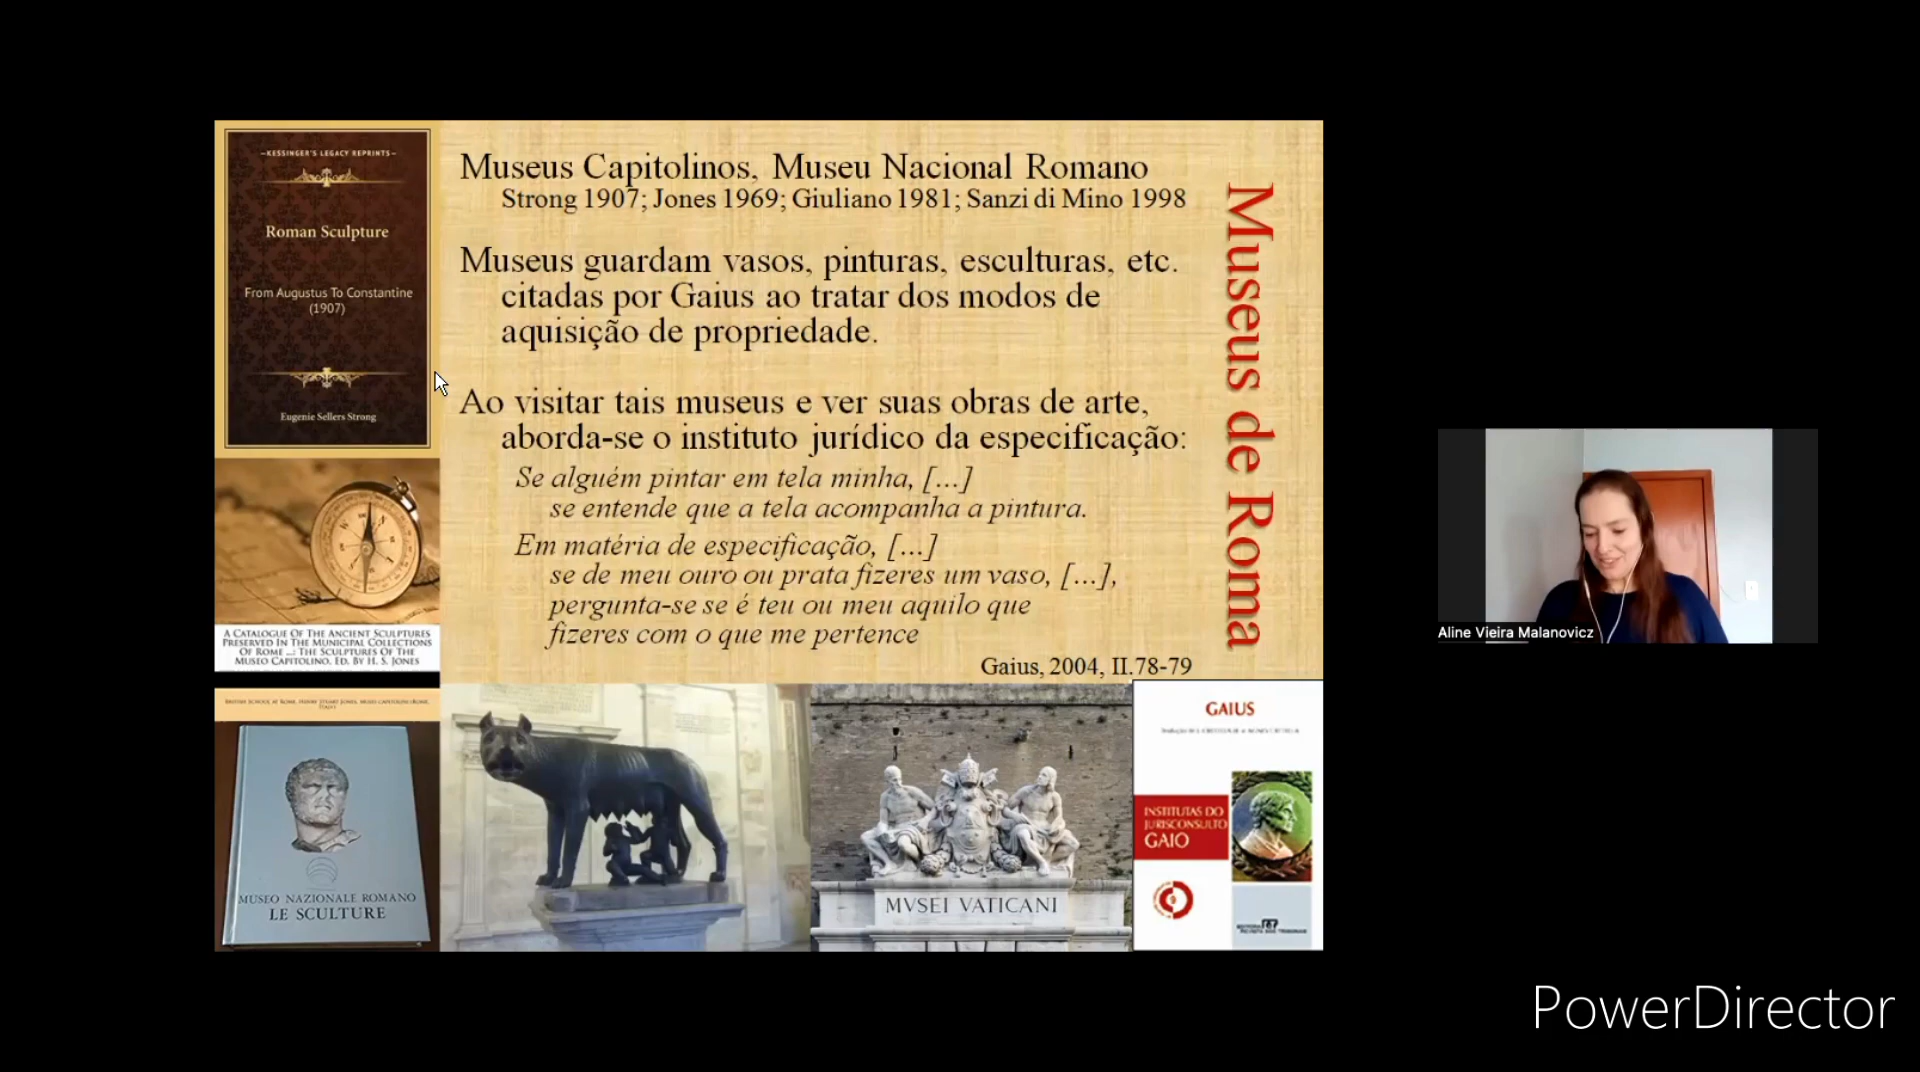 Museus de Roma
Museus Capitolinos, Museu Nacional Romano
Strong 1907; Jones 1969; Giuliano 1981; Sanzi di Mino 1998
Museus guardam vasos, pinturas, esculturas, etc.
citadas por Gaius ao tratar dos modos de
aquisição de propriedade.
Ao visitar tais museus e ver suas obras de arte,
aborda-se o instituto jurídico da especificação:
Se alguém pintar em tela minha, [...]
se entende que a tela acompanha a pintura.
Em matéria de especificação, [...]
se de meu ouro ou prata fizeres um vaso, [...],
pergunta-se se é teu ou meu aquilo que
fizeres com o que me pertence
Gaius, 2004, II.78-79
~KESSINGER'S LEGACY REPRINTS~
Roman Sculpture
From Augustus To Constantine
(1907)
Eugenie Sellers Strong
A CATALOGUE OF THE ANCIENT SCULPTURES
PRESERVED IN THE MUNICIPAL COLLECTIONS
OF ROME ...: THE SCULPTURES OF THE
MUSEO CAPITOLINO. ED. BY H. S. JONES
MUSEO NAZIONALE ROMANO
LE SCULTURE
MVSEI VATICANI
GAIUS
INSTITUTAS DO
JURISCONSULTO
GAIO
Aline Vieira Malanovicz
PowerDirector